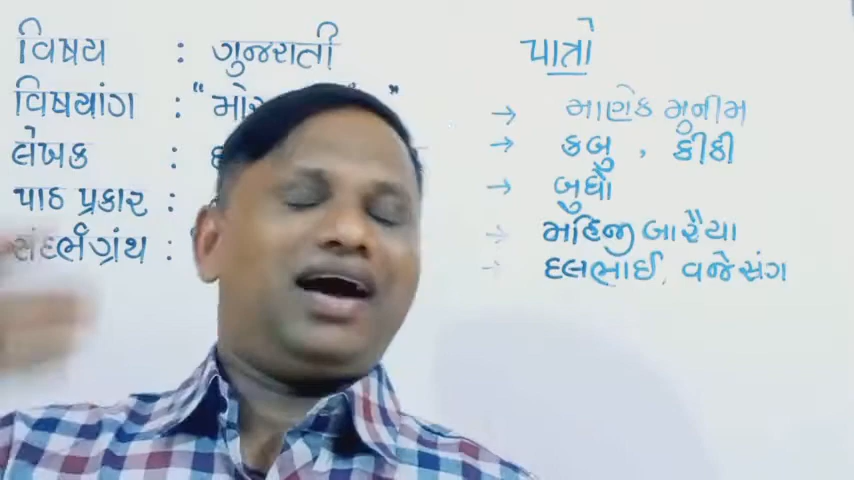 વિષય : ગુજરાતી
વિષયાંગ : "
લેખક :
પાઠ પ્રકાર :
સંદર્ભગ્રંથ :
પાત્રો
→ માણેક મુનીમ
→ કબુ , કીકી
→ બુધો
→ મહિજી બારૈયા
→ દલભાઈ, વજેસંગ